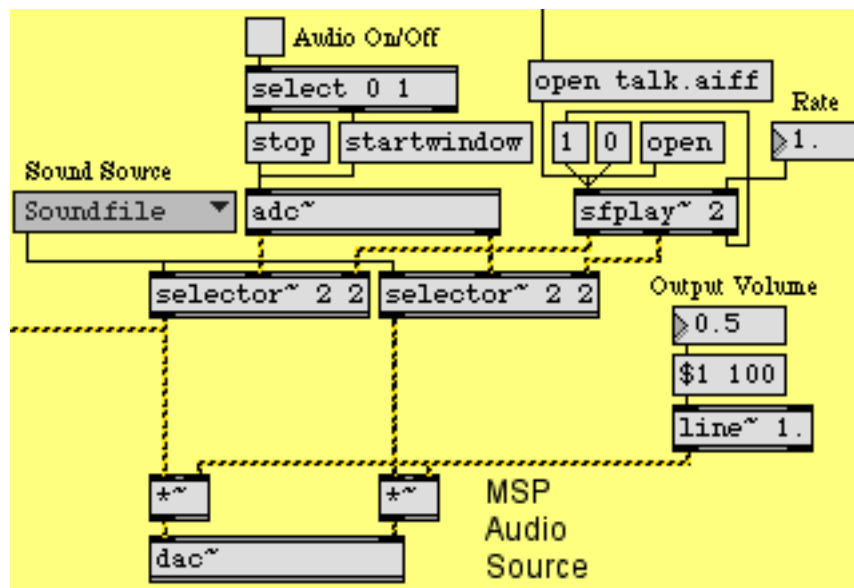 Audio On/Off
select 0 1
open talk.aiff
Rate
stop
startwindow
1
0
open
1.
Sound Source
Soundfile
adc~
sfplay~ 2
selector~ 2 2
selector~ 2 2
Output Volume
0.5
$1 100
line~ 1.
*~
*~
MSP
Audio
Source
dac~